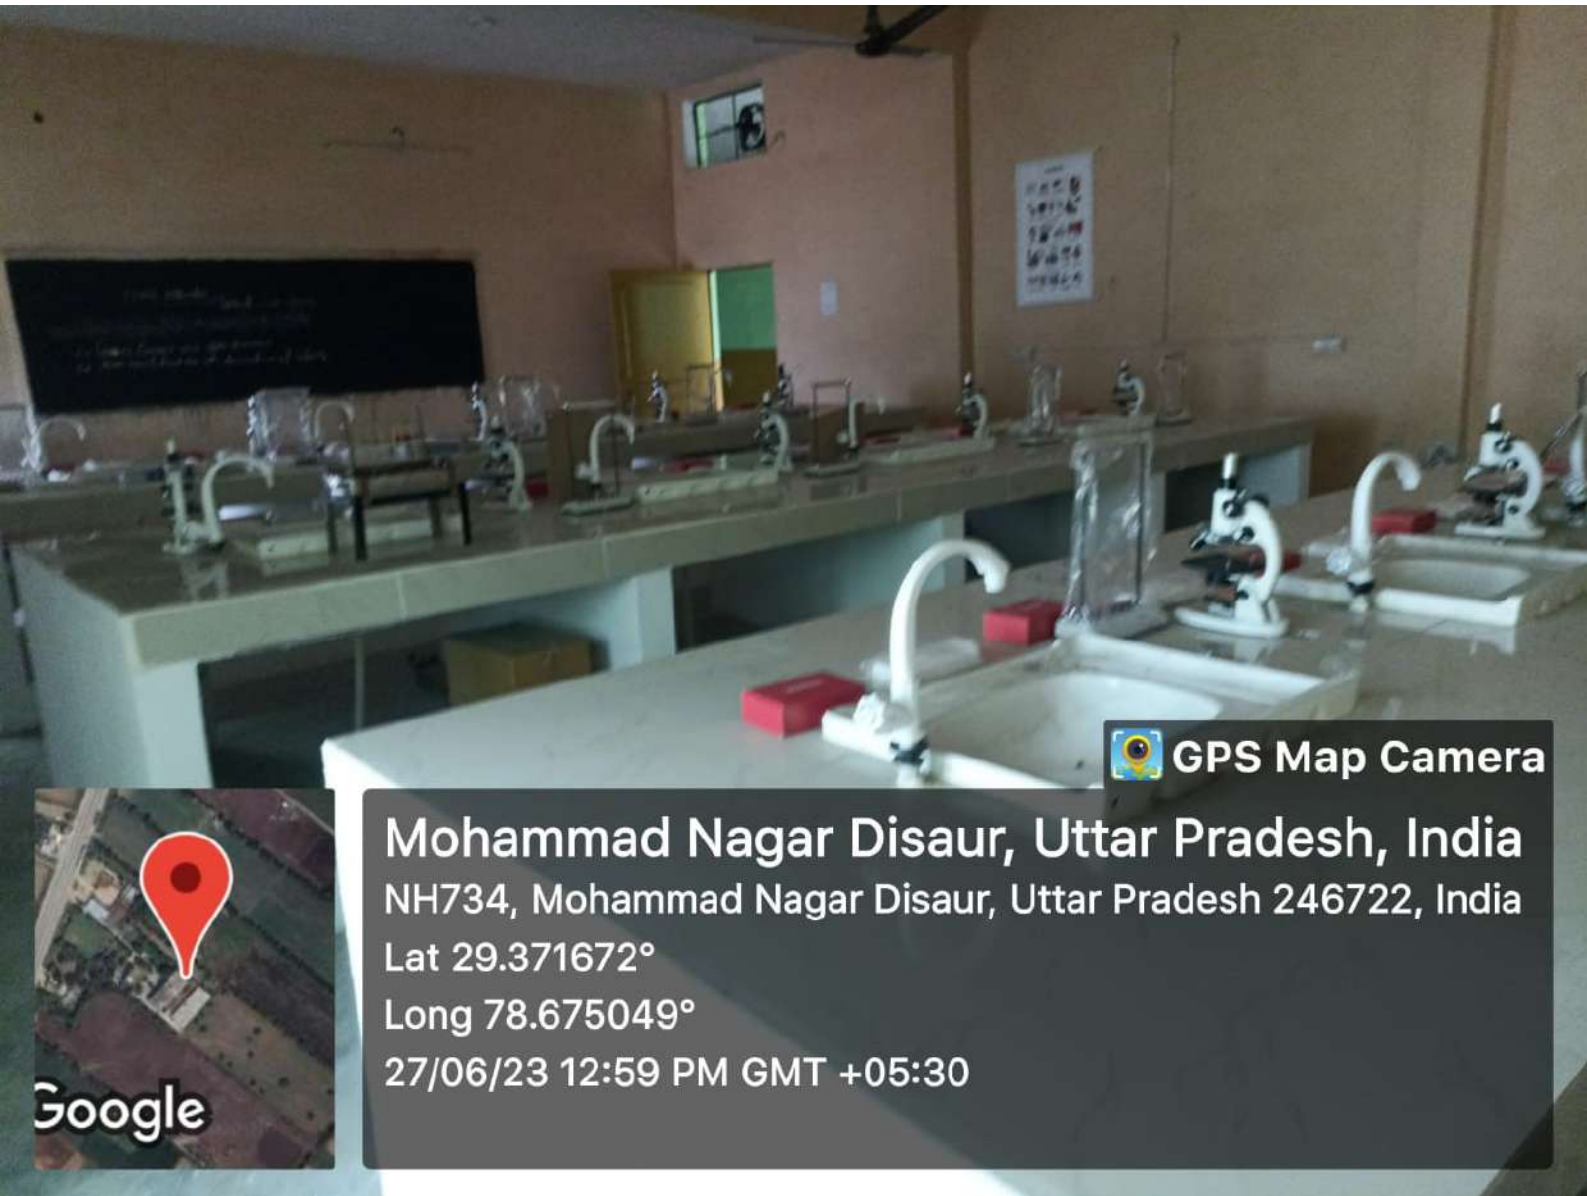 GPS Map Camera
Mohammad Nagar Disaur, Uttar Pradesh, India
NH734, Mohammad Nagar Disaur, Uttar Pradesh 246722, India
Lat 29.371672°
Long 78.675049°
27/06/23 12:59 PM GMT +05:30
Google